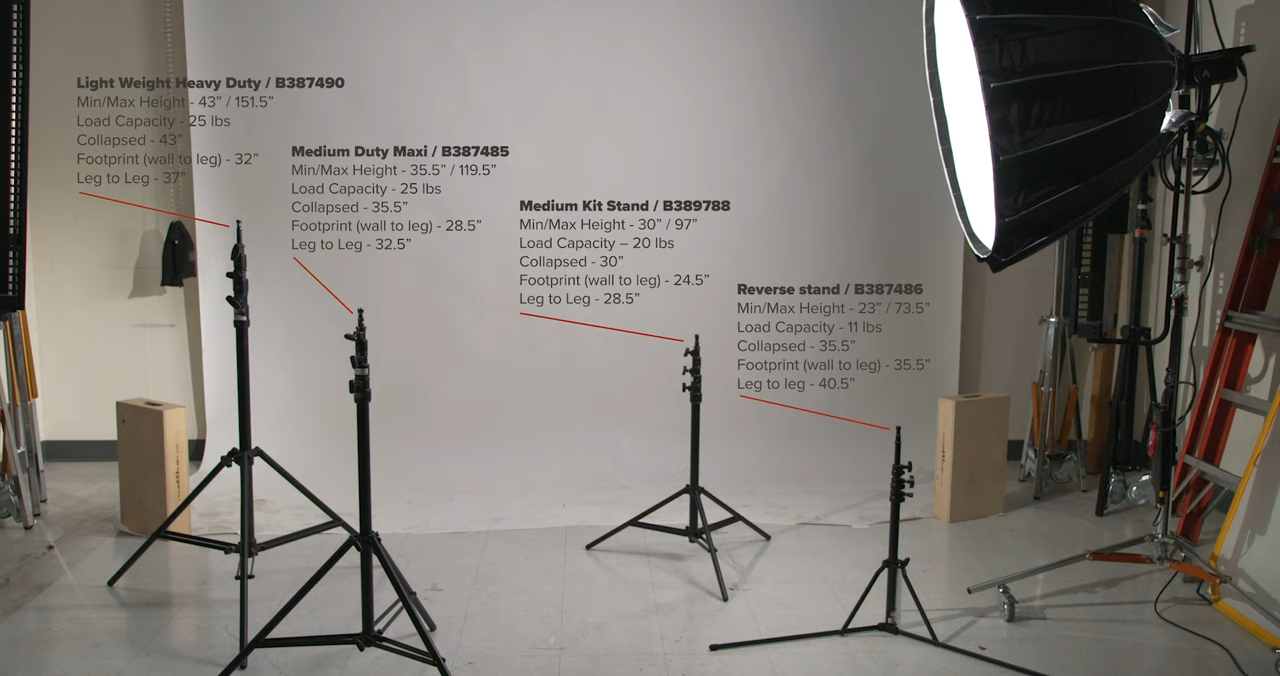 Light Weight Heavy Duty / B387490
Min/Max Height - 43” / 151.5”
Load Capacity - 25 lbs
Collapsed - 43”
Footprint (wall to leg) - 32”
Leg to Leg - 37”
Medium Duty Maxi / B387485
Min/Max Height - 35.5” / 119.5”
Load Capacity - 25 lbs
Collapsed - 35.5”
Footprint (wall to leg) - 28.5”
Leg to Leg - 32.5”
Medium Kit Stand / B389788
Min/Max Height - 30” / 97”
Load Capacity – 20 lbs
Collapsed - 30”
Footprint (wall to leg) - 24.5”
Leg to Leg - 28.5”
Reverse stand / B387486
Min/Max Height - 23” / 73.5”
Load Capacity - 11 lbs
Collapsed - 35.5”
Footprint (wall to leg) - 35.5”
Leg to leg - 40.5”